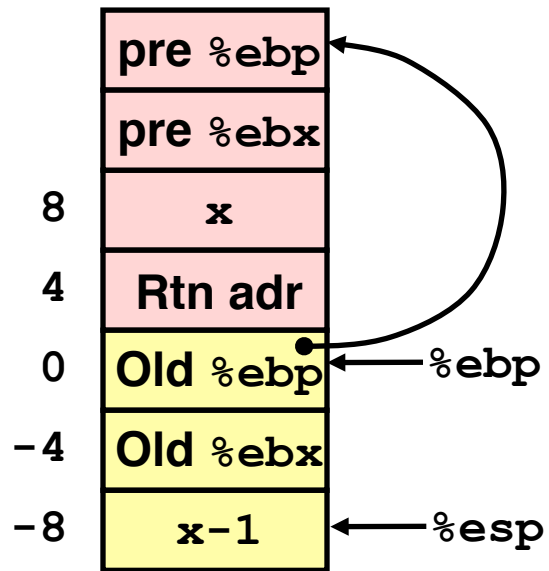 pre %ebp
pre %ebx
8 x
4 Rtn adr
0 Old %ebp %ebp
-4 Old %ebx
-8 x-1 %esp